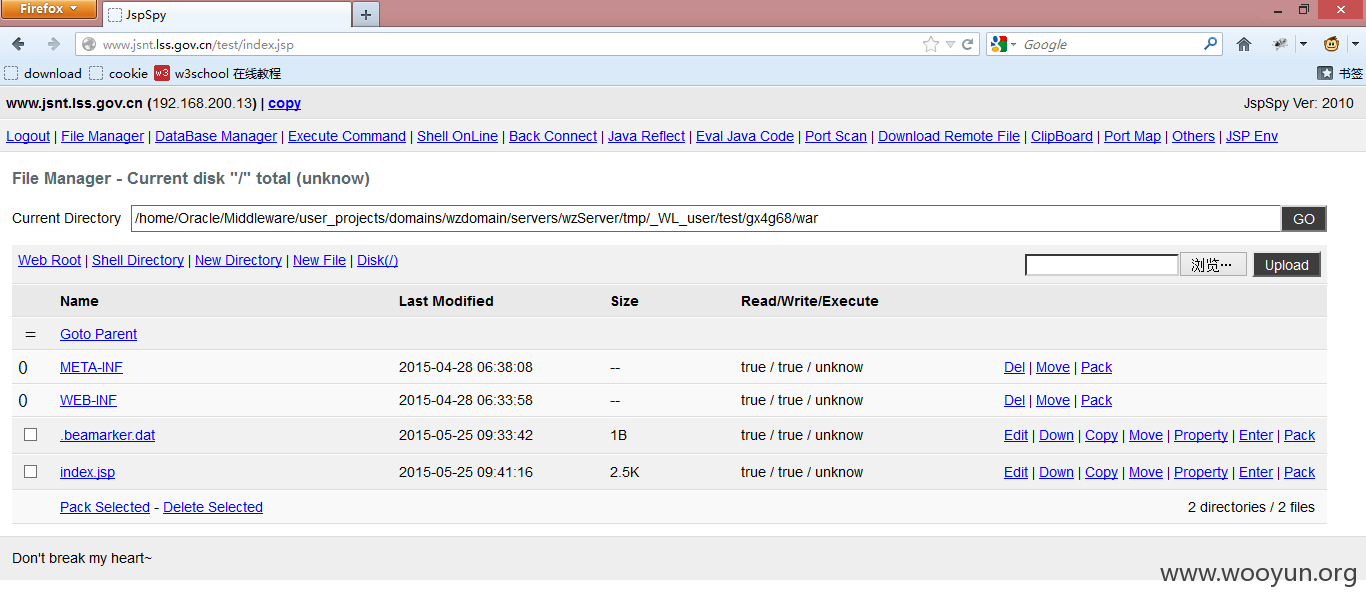 Firefox
JspSpy
www.jsnt.lss.gov.cn/test/index.jsp
Google
download cookie w3 w3school 在线教程 书签
www.jsnt.lss.gov.cn (192.168.200.13) | copy JspSpy Ver: 2010
Logout | File Manager | DataBase Manager | Execute Command | Shell OnLine | Back Connect | Java Reflect | Eval Java Code | Port Scan | Download Remote File | ClipBoard | Port Map | Others | JSP Env
File Manager - Current disk "/" total (unknow)
Current Directory /home/Oracle/Middleware/user_projects/domains/wzdomain/servers/wzServer/tmp/_WL_user/test/gx4g68/war GO
Web Root | Shell Directory | New Directory | New File | Disk(/) 浏览… Upload
Name Last Modified Size Read/Write/Execute
= Goto Parent
0 META-INF 2015-04-28 06:38:08 -- true / true / unknow Del | Move | Pack
0 WEB-INF 2015-04-28 06:33:58 -- true / true / unknow Del | Move | Pack
.beamarker.dat 2015-05-25 09:33:42 1B true / true / unknow Edit | Down | Copy | Move | Property | Enter | Pack
index.jsp 2015-05-25 09:41:16 2.5K true / true / unknow Edit | Down | Copy | Move | Property | Enter | Pack
Pack Selected - Delete Selected 2 directories / 2 files
Don't break my heart~
www.wooyun.org